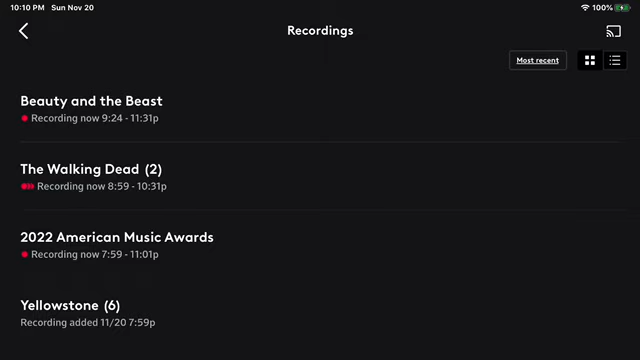 10:10 PM Sun Nov 20
100%
Recordings
Most recent
Beauty and the Beast
Recording now 9:24 - 11:31p
The Walking Dead (2)
Recording now 8:59 - 10:31p
2022 American Music Awards
Recording now 7:59 - 11:01p
Yellowstone (6)
Recording added 11/20 7:59p